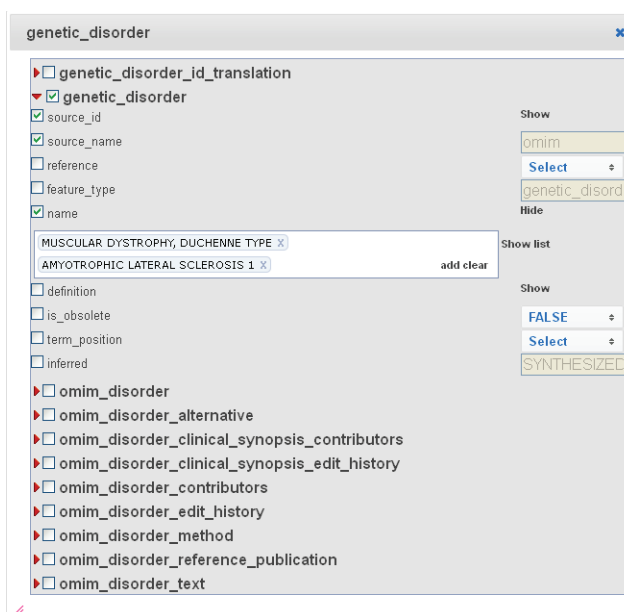 genetic_disorder
genetic_disorder_id_translation
genetic_disorder
source_id Show
source_name omim
reference Select
feature_type genetic_disord
name Hide
MUSCULAR DYSTROPHY, DUCHENNE TYPE X Show list
AMYOTROPHIC LATERAL SCLEROSIS 1 X add clear
definition Show
is_obsolete FALSE
term_position Select
inferred SYNTHESIZED
omim_disorder
omim_disorder_alternative
omim_disorder_clinical_synopsis_contributors
omim_disorder_clinical_synopsis_edit_history
omim_disorder_contributors
omim_disorder_edit_history
omim_disorder_method
omim_disorder_reference_publication
omim_disorder_text